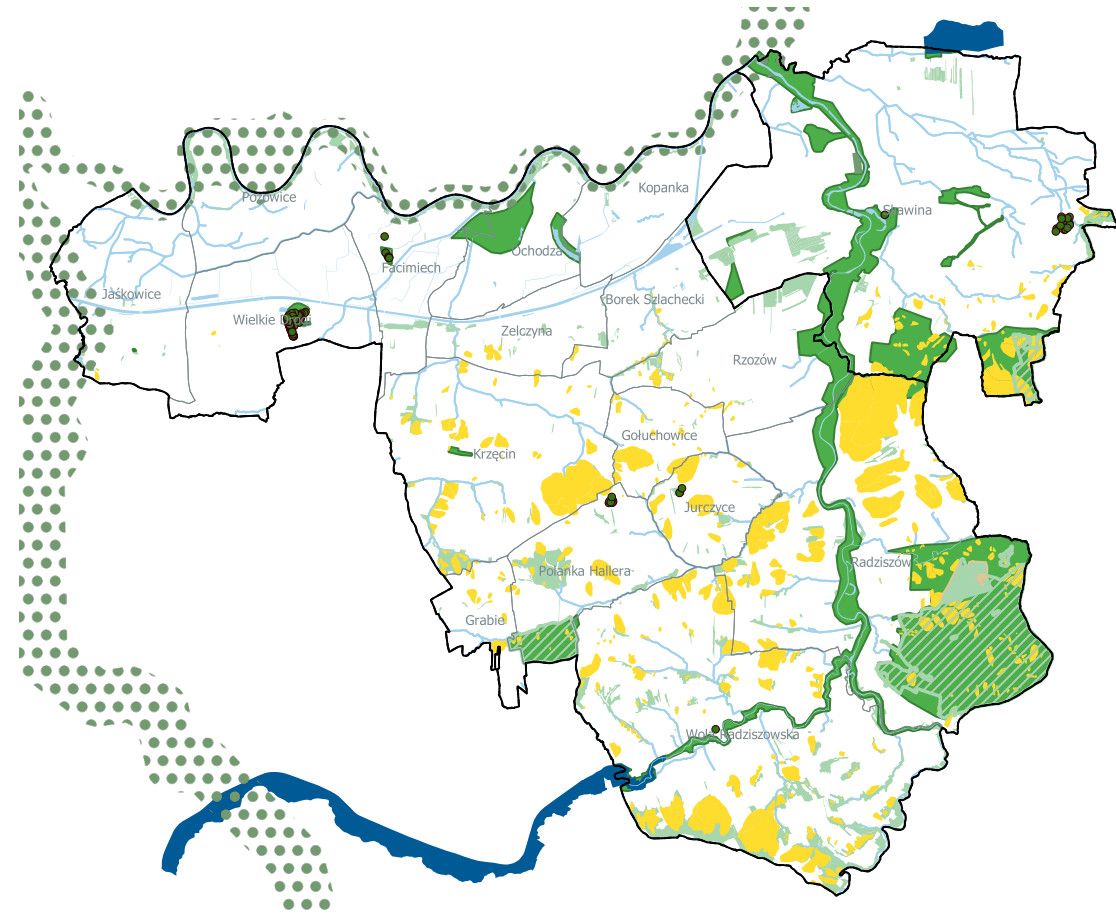 Kopanka
Pozowice
Skawina
Ochodza
Facimiech
Jaśkowice
Borek Szlachecki
Wielkie Drogi
Zelczyna
Rzozów
Gołuchowice
Krzęcin
Jurczyce
Radziszów
Polanka Hallera
Grabie
Wola Radziszowska